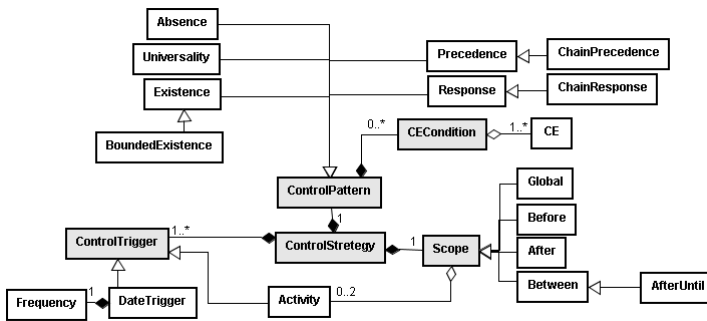 Absence
Universality
Precedence
ChainPrecedence
Existence
Response
ChainResponse
0..*
CECondition
1..*
CE
BoundedExistence
ControlPattern
Global
1
Before
1..*
ControlTrigger
ControlStretegy
1
Scope
After
Between
AfterUntil
1
Frequency
DateTrigger
Activity
0..2